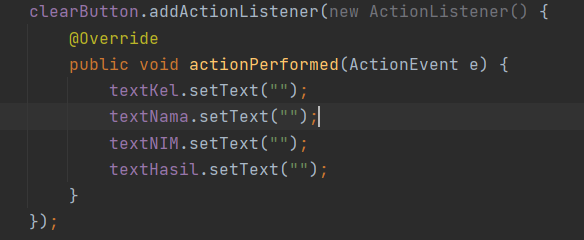 clearButton.addActionListener(new ActionListener() {
@Override
public void actionPerformed(ActionEvent e) {
textKel.setText("");
textNama.setText("");
textNIM.setText("");
textHasil.setText("");
}
});